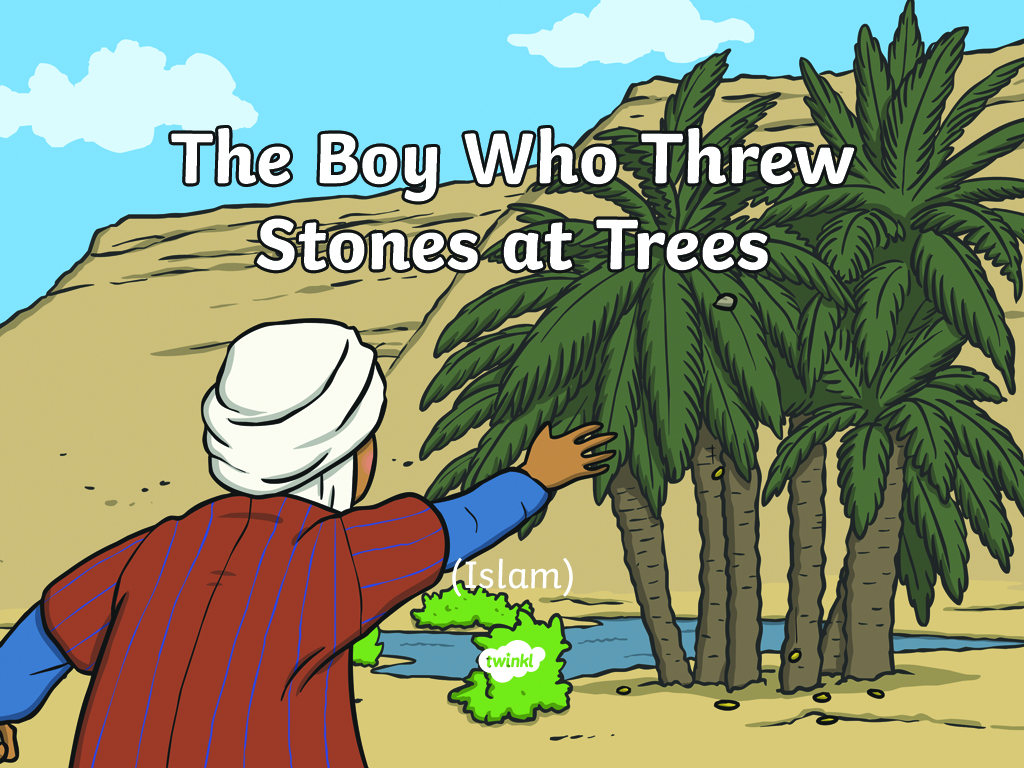 The Boy Who Threw
Stones at Trees
(Islam)
twinkl